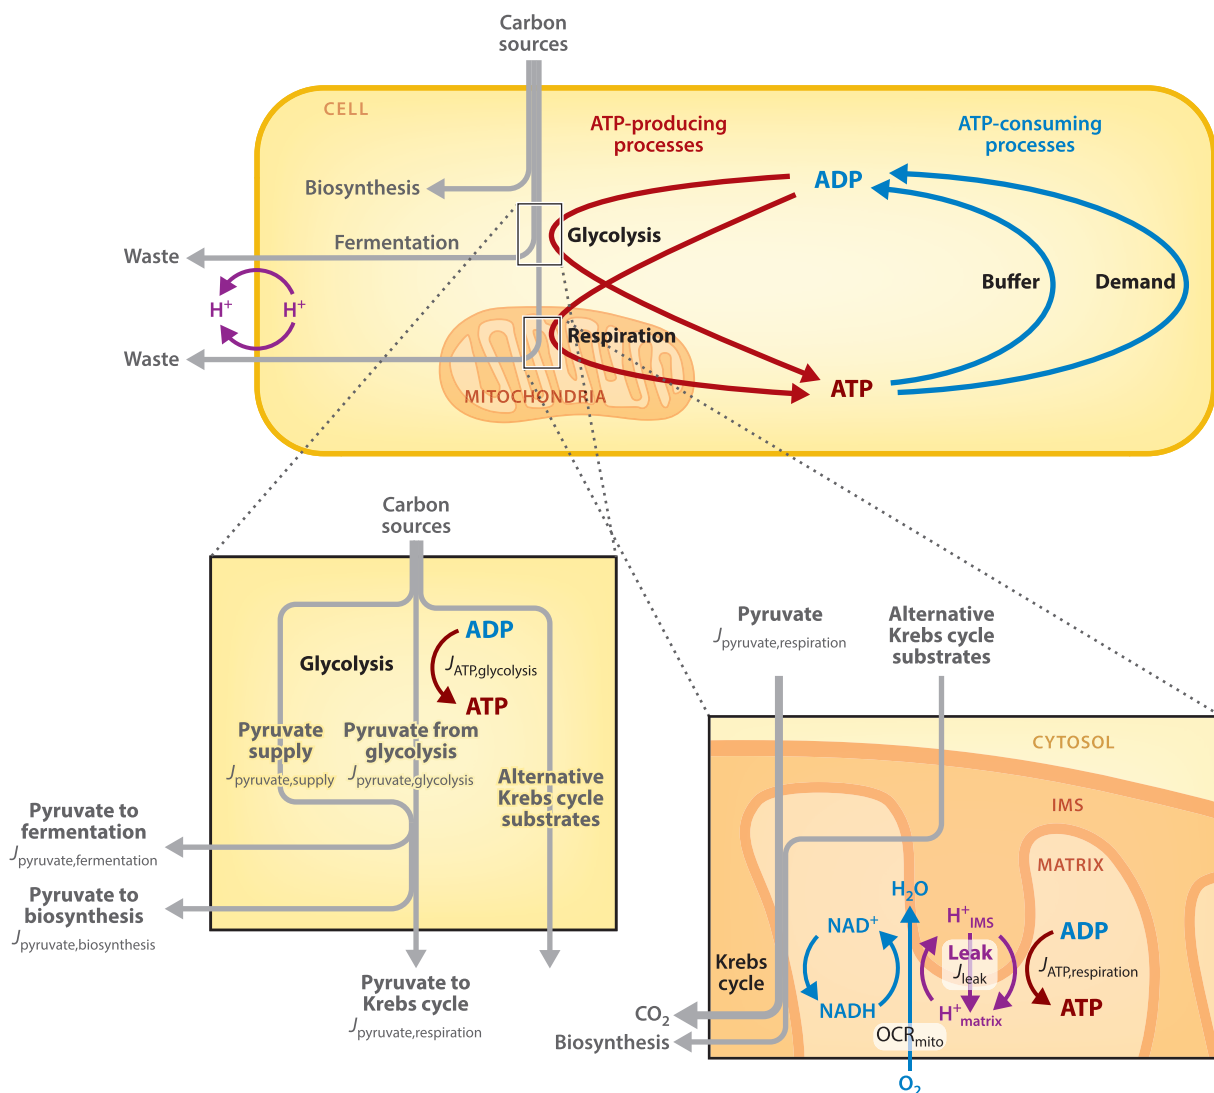 Carbon
sources
CELL
ATP-producing
processes
ATP-consuming
processes
ADP
Biosynthesis
Glycolysis
Fermentation
Waste
Buffer
Demand
H+
H+
Respiration
Waste
MITOCHONDRIA
ATP
Carbon
sources
ADP
Glycolysis
JATP,glycolysis
ATP
Pyruvate
supply
Jpyruvate,supply
Pyruvate from
glycolysis
Jpyruvate,glycolysis
Alternative
Krebs cycle
substrates
Pyruvate to
fermentation
Jpyruvate,fermentation
Pyruvate to
biosynthesis
Jpyruvate,biosynthesis
Pyruvate to
Krebs cycle
Jpyruvate,respiration
Pyruvate
Jpyruvate,respiration
Alternative
Krebs cycle
substrates
CYTOSOL
IMS
MATRIX
H2O
NAD+
H+IMS
ADP
Leak
Jleak
JATP,respiration
Krebs
cycle
NADH
H+matrix
ATP
CO2
OCRmito
Biosynthesis
O2